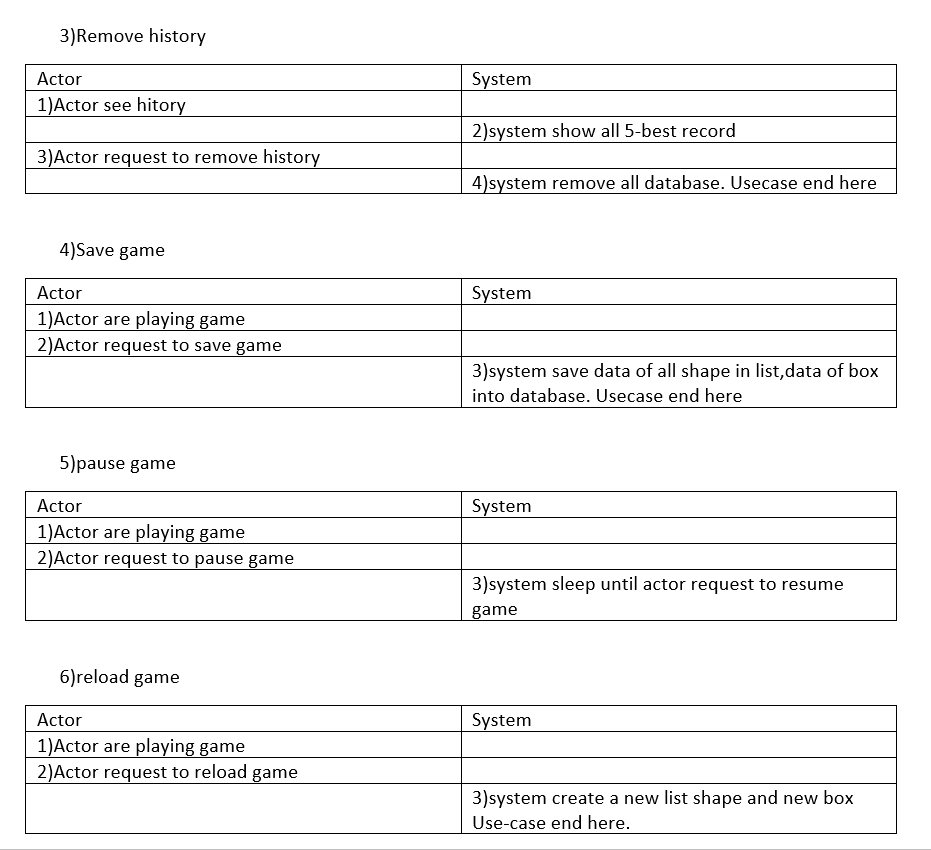 3)Remove history
Actor
System
1)Actor see hitory
2)system show all 5-best record
3)Actor request to remove history
4)system remove all database. Usecase end here
4)Save game
Actor
System
1)Actor are playing game
2)Actor request to save game
3)system save data of all shape in list,data of box
into database. Usecase end here
5)pause game
Actor
System
1)Actor are playing game
2)Actor request to pause game
3)system sleep until actor request to resume
game
6)reload game
Actor
System
1)Actor are playing game
2)Actor request to reload game
3)system create a new list shape and new box
Use-case end here.